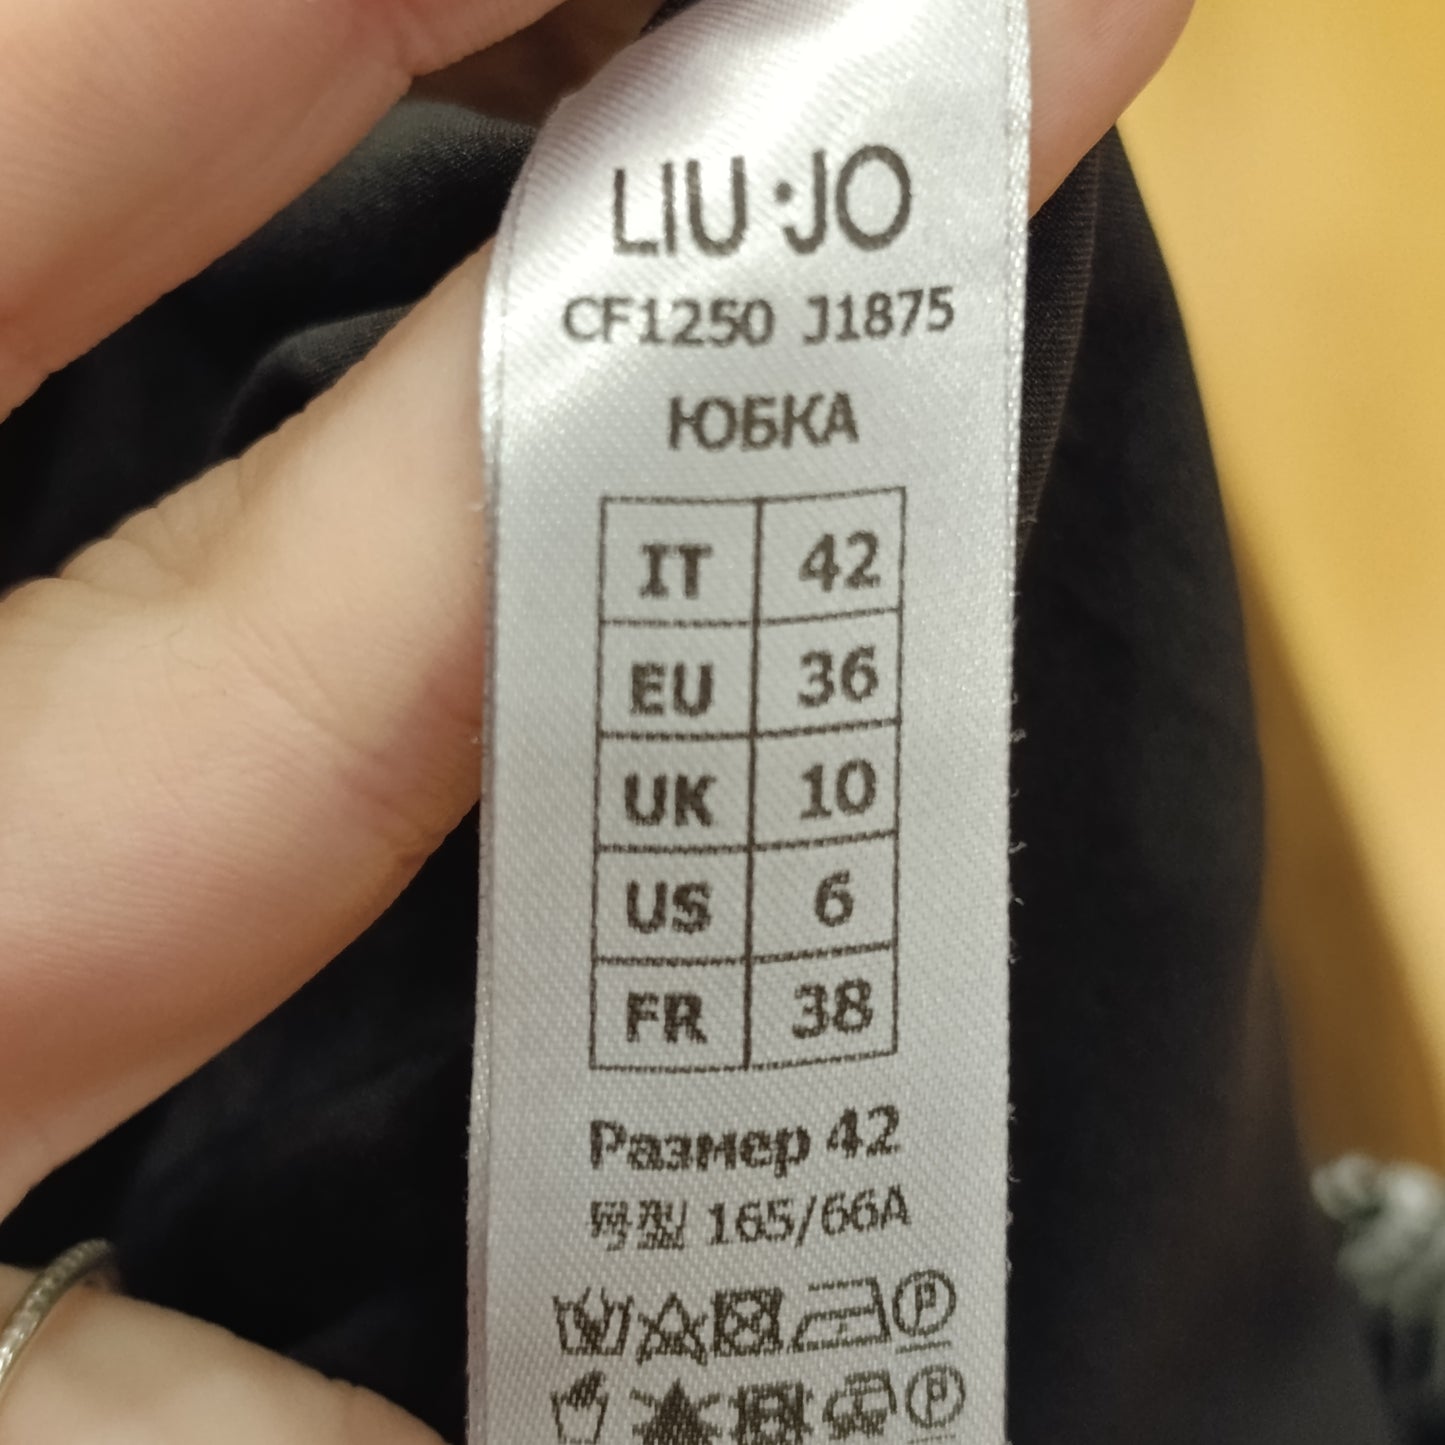 LIU·JO
CF1250 J1875
ЮБКА
IT 42
EU 36
UK 10
US 6
FR 38
Размер 42
号型 165/66A
P
P